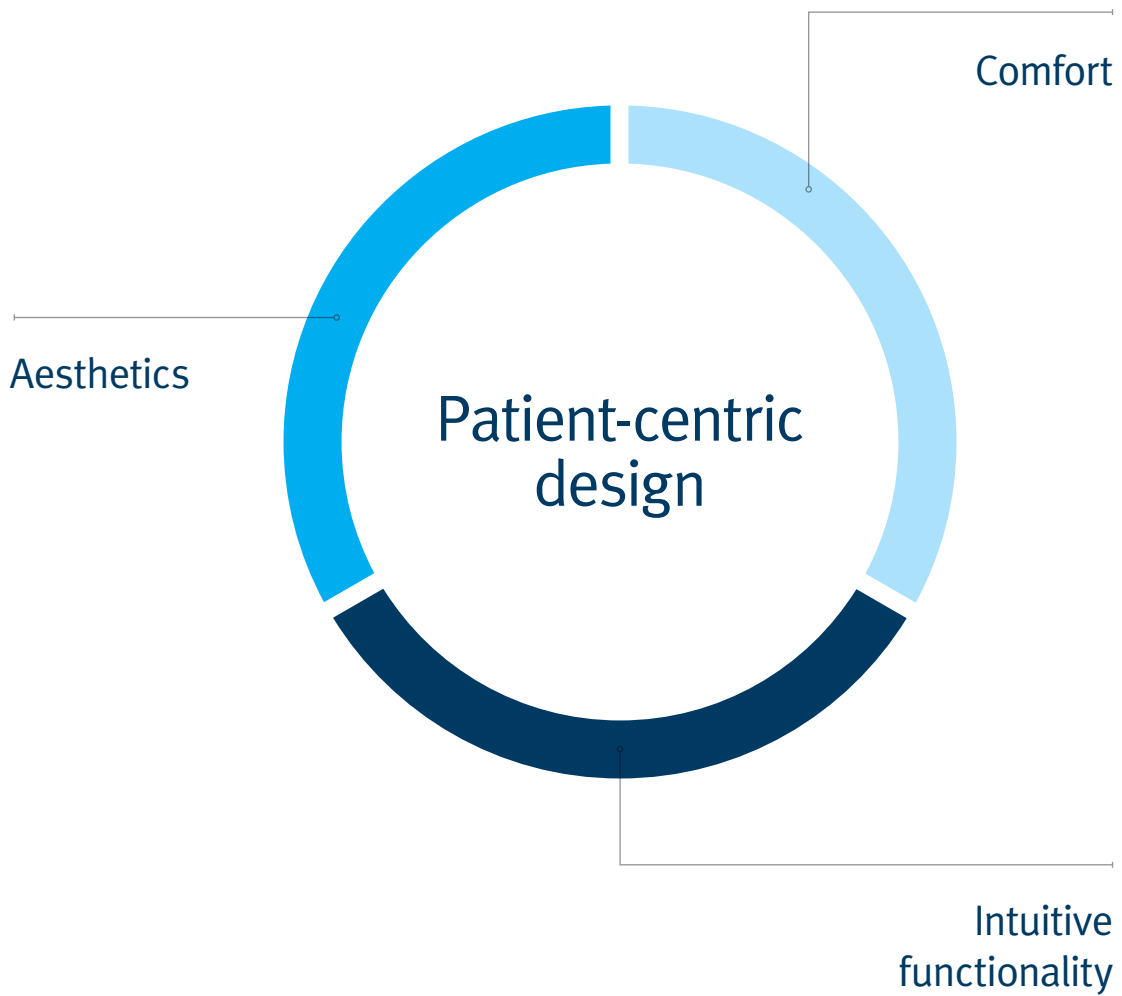 Comfort
Aesthetics
Patient-centric
design
Intuitive
functionality